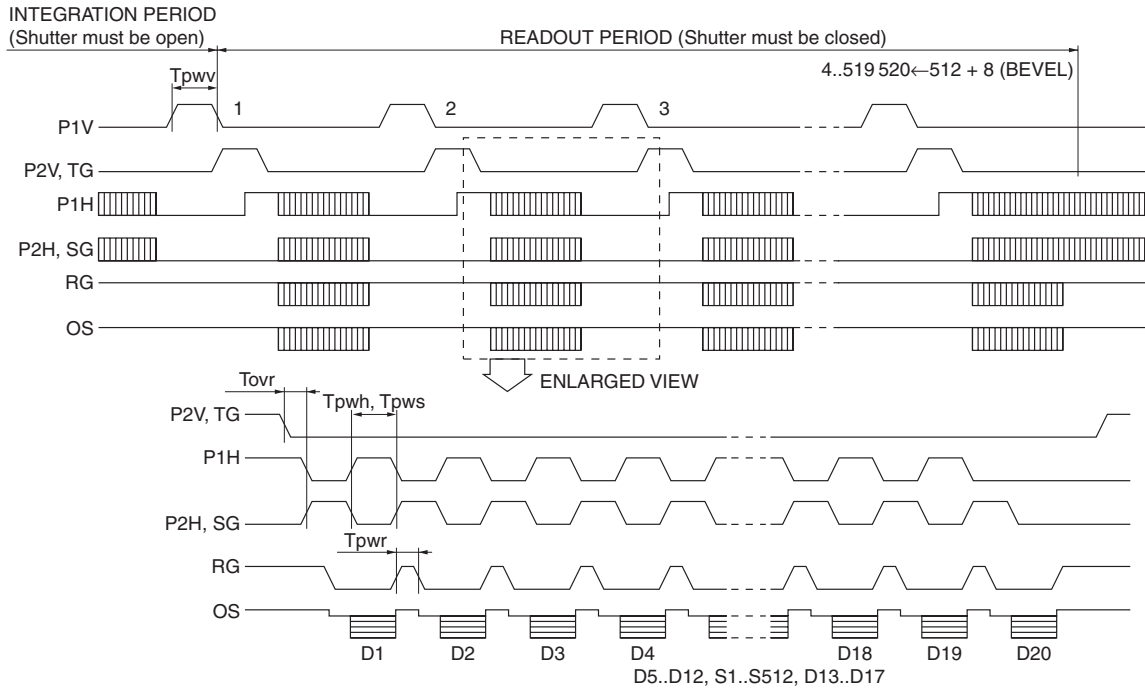 INTEGRATION PERIOD
(Shutter must be open)
READOUT PERIOD (Shutter must be closed)
4..519 520←512 + 8 (BEVEL)
Tpwv
1
2
3
P1V
P2V, TG
P1H
P2H, SG
RG
OS
ENLARGED VIEW
Tovr
Tpwh, Tpws
P2V, TG
P1H
P2H, SG
Tpwr
RG
OS
D1
D2
D3
D4
D18
D19
D20
D5..D12, S1..S512, D13..D17